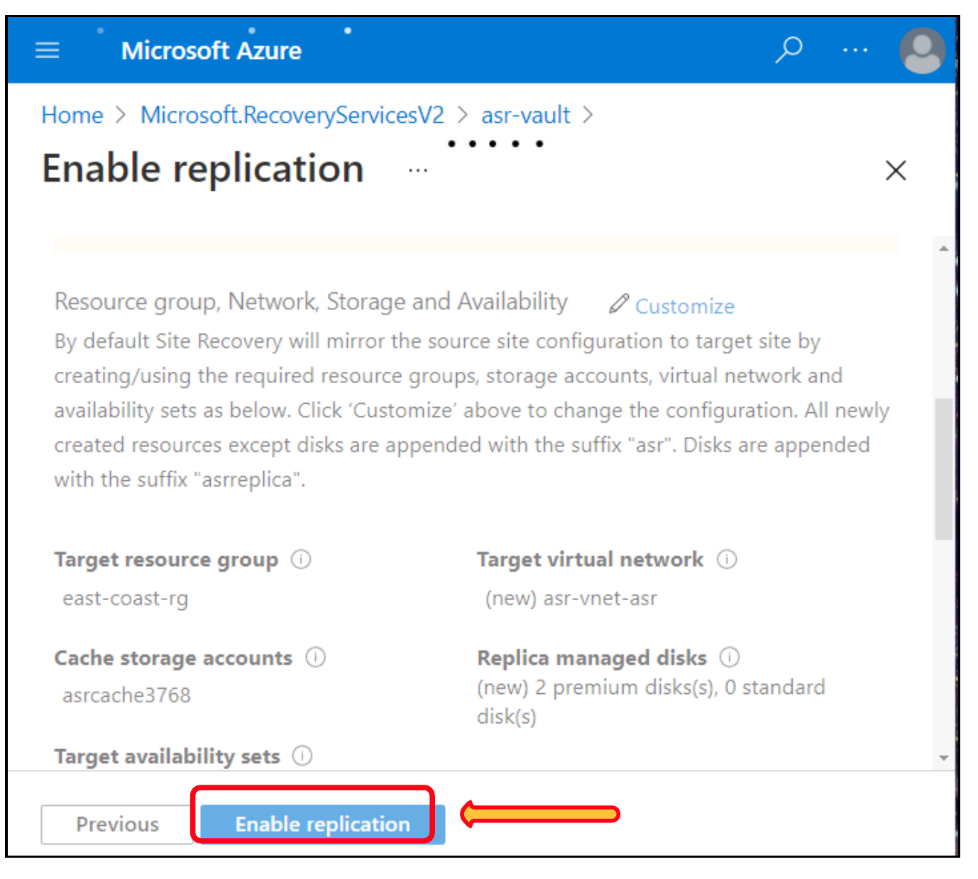 Microsoft Azure
Home > Microsoft.RecoveryServicesV2 > asr-vault >
Enable replication ...
Resource group, Network, Storage and Availability Customize
By default Site Recovery will mirror the source site configuration to target site by
creating/using the required resource groups, storage accounts, virtual network and
availability sets as below. Click ‘Customize’ above to change the configuration. All newly
created resources except disks are appended with the suffix "asr". Disks are appended
with the suffix "asrreplica".
Target resource group Target virtual network
east-coast-rg (new) asr-vnet-asr
Cache storage accounts Replica managed disks
asrcache3768 (new) 2 premium disks(s), 0 standard
disk(s)
Target availability sets
Previous Enable replication